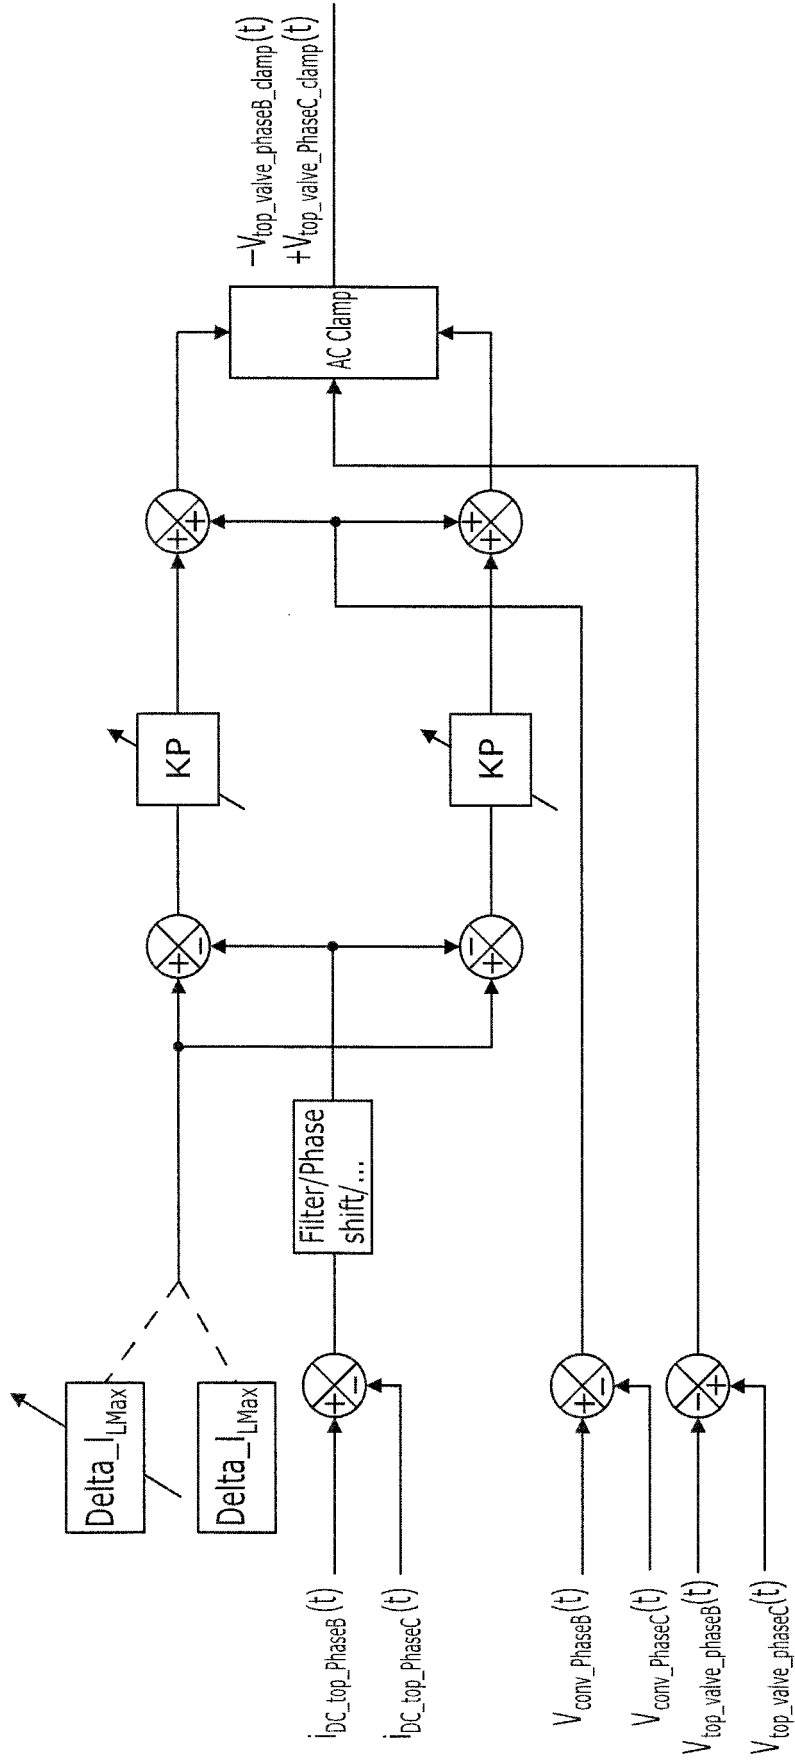 Delta_I_LMax
Delta_I_LMax
i_DC_top_PhaseB(t)
i_DC_top_PhaseC(t)
V_conv_PhaseB(t)
V_conv_PhaseC(t)
V_top_valve_phaseB(t)
V_top_valve_phaseC(t)
+
−
+
−
−
+
Filter/Phase
shift/...
+
−
−
+
KP
KP
+
+
+
+
AC Clamp
−V_top_valve_phaseB_clamp(t)
+V_top_valve_PhaseC_clamp(t)